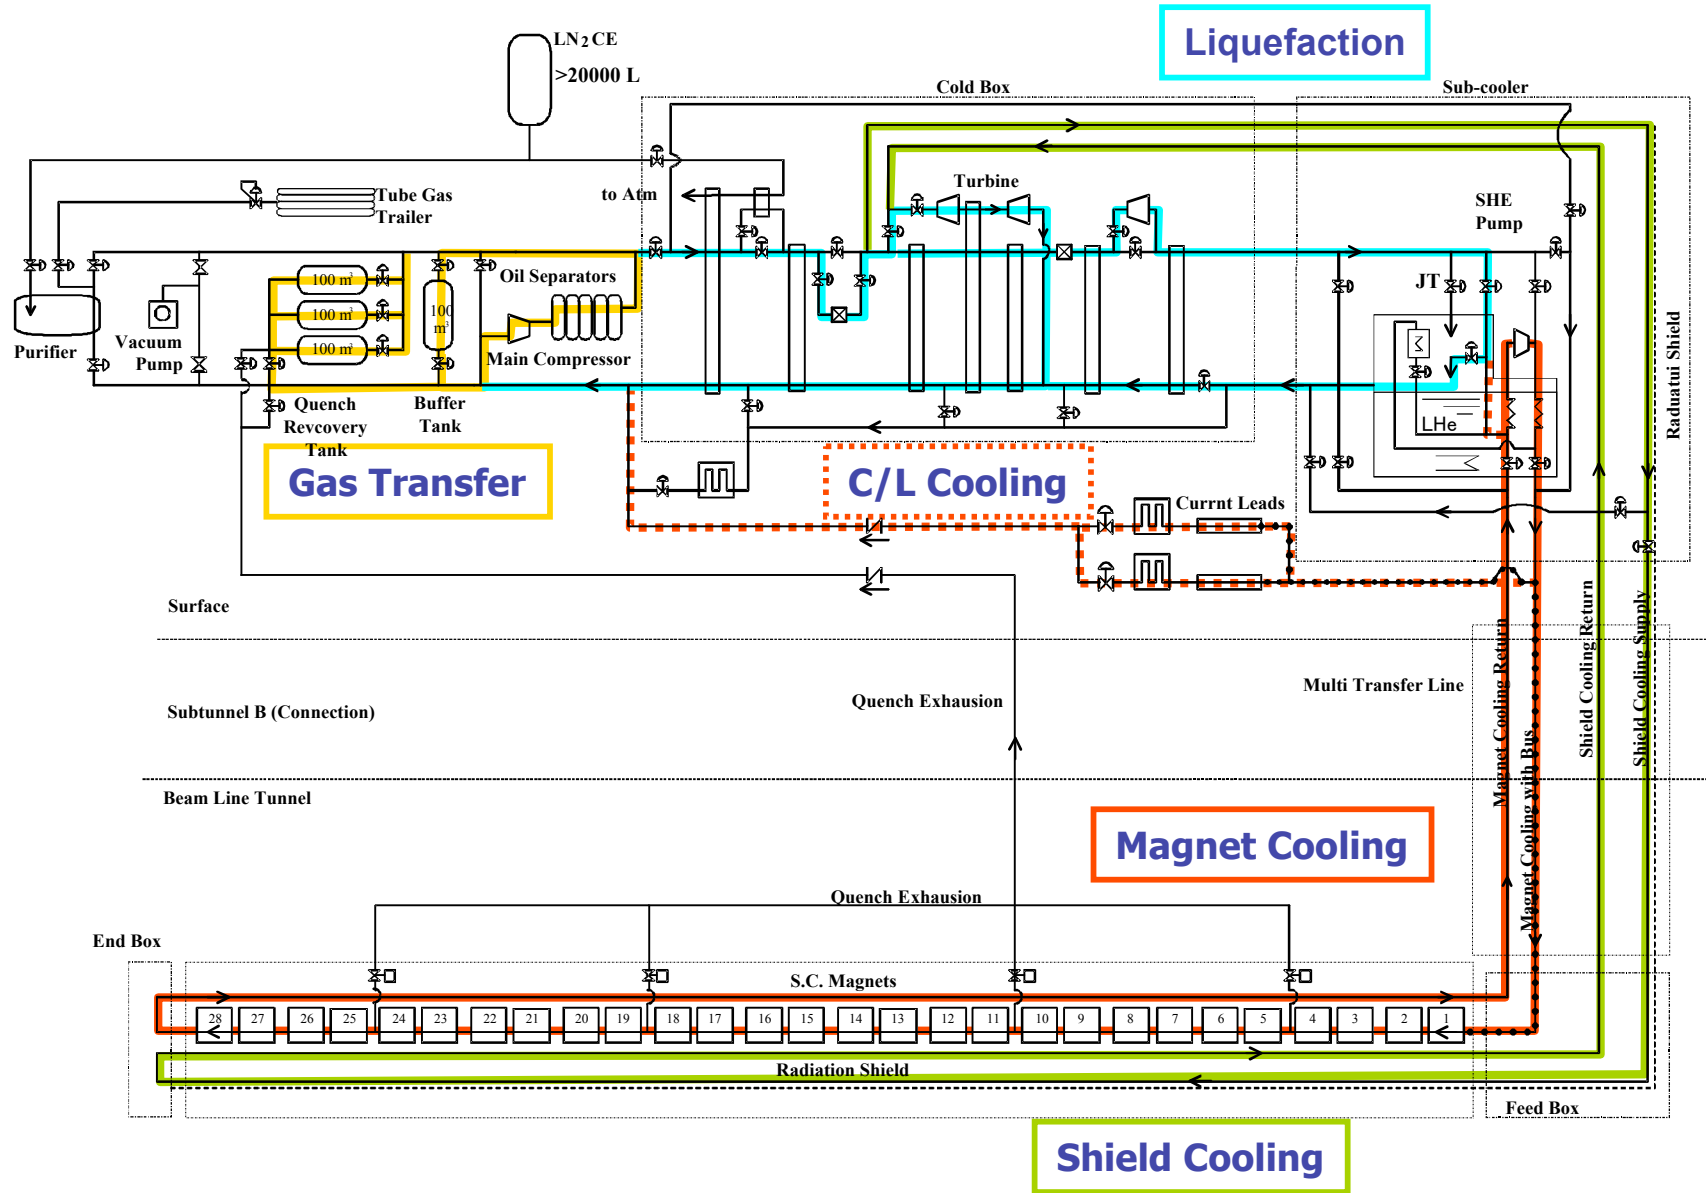 Liquefaction
LN2 CE
>20000 L
Cold Box
Sub-cooler
Tube Gas
Trailer
to Atm
Turbine
SHE
Pump
Oil Separators
100 m³
100 m³
100 m³
100
m³
JT
Purifier
Vacuum
Pump
Main Compressor
Quench
Revcovery
Tank
Buffer
Tank
LHe
Raduatui Shield
Gas Transfer
C/L Cooling
Currnt Leads
Surface
Subtunnel B (Connection)
Quench Exhausion
Multi Transfer Line
Magnet Cooling Return
Magnet Cooling with Bus
Shield Cooling Return
Shield Cooling Supply
Beam Line Tunnel
Magnet Cooling
Quench Exhausion
End Box
S.C. Magnets
28 27 26 25 24 23 22 21 20 19 18 17 16 15 14 13 12 11 10 9 8 7 6 5 4 3 2 1
Radiation Shield
Feed Box
Shield Cooling